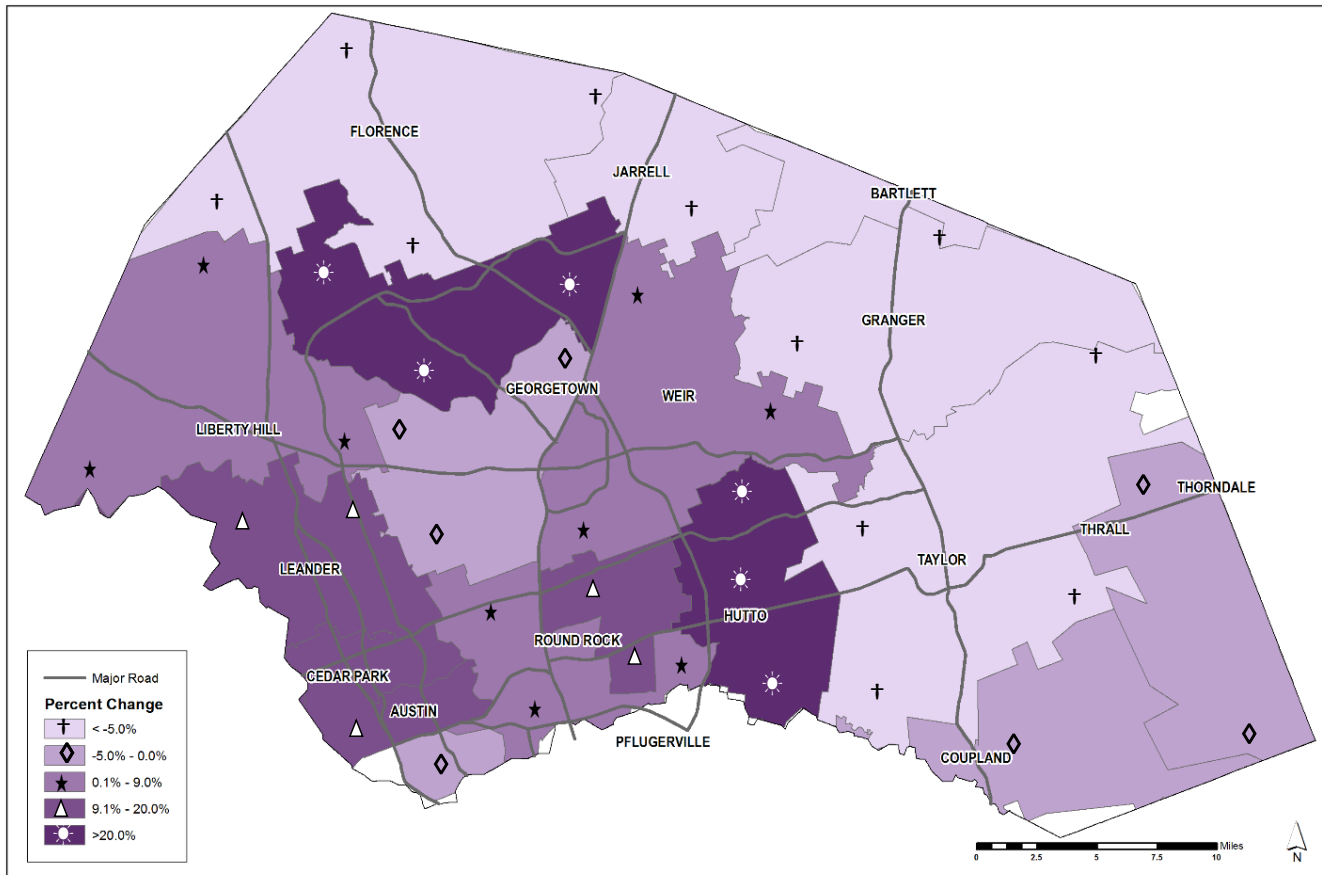 FLORENCE
JARRELL
BARTLETT
GRANGER
GEORGETOWN
WEIR
LIBERTY HILL
THORNDALE
THRALL
TAYLOR
LEANDER
HUTTO
ROUND ROCK
CEDAR PARK
AUSTIN
PFLUGERVILLE
COUPLAND
Major Road
Percent Change
< -5.0%
-5.0% - 0.0%
0.1% - 9.0%
9.1% - 20.0%
>20.0%
Miles
0 2.5 5 7.5 10
N